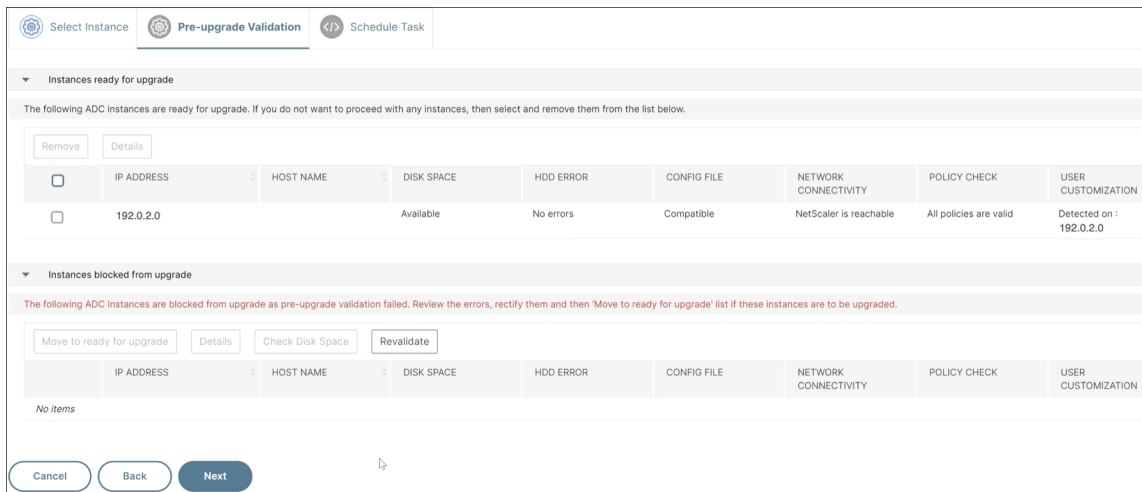 Select Instance Pre-upgrade Validation </> Schedule Task
Instances ready for upgrade
The following ADC instances are ready for upgrade. If you do not want to proceed with any instances, then select and remove them from the list below.
Remove Details
IP ADDRESS HOST NAME DISK SPACE HDD ERROR CONFIG FILE NETWORK CONNECTIVITY POLICY CHECK USER CUSTOMIZATION
192.0.2.0 Available No errors Compatible NetScaler is reachable All policies are valid Detected on : 192.0.2.0
Instances blocked from upgrade
The following ADC Instances are blocked from upgrade as pre-upgrade validation failed. Review the errors, rectify them and then 'Move to ready for upgrade' list if these instances are to be upgraded.
Move to ready for upgrade Details Check Disk Space Revalidate
IP ADDRESS HOST NAME DISK SPACE HDD ERROR CONFIG FILE NETWORK CONNECTIVITY POLICY CHECK USER CUSTOMIZATION
No items
Cancel Back Next